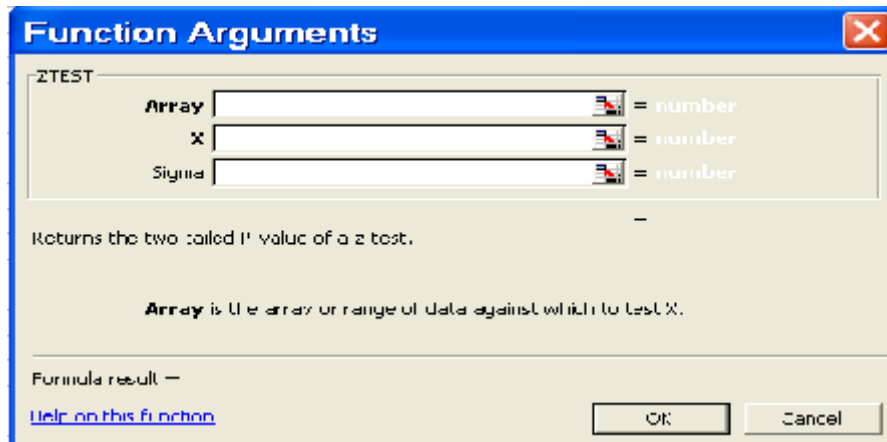 Function Arguments
ZTEST
Array = number
X = number
Sigma = number
=
Returns the two tailed P value of a z test.
Array is the array or range of data against which to test X.
Formula result =
Help on this function
OK
Cancel